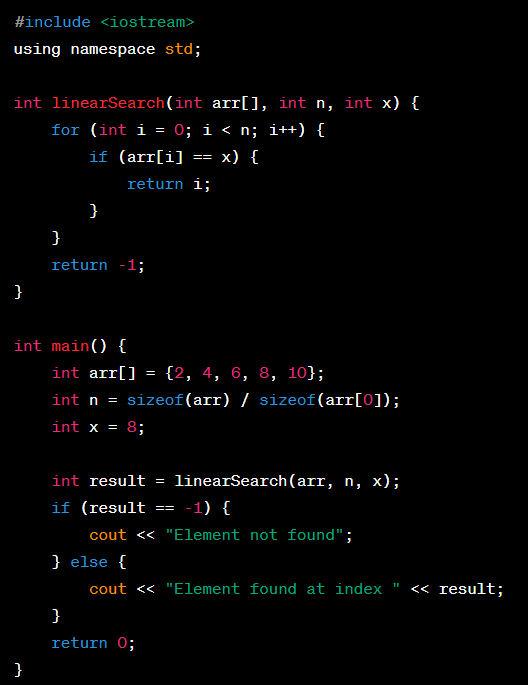 #include <iostream>
using namespace std;

int linearSearch(int arr[], int n, int x) {
    for (int i = 0; i < n; i++) {
        if (arr[i] == x) {
            return i;
        }
    }
    return -1;
}

int main() {
    int arr[] = {2, 4, 6, 8, 10};
    int n = sizeof(arr) / sizeof(arr[0]);
    int x = 8;

    int result = linearSearch(arr, n, x);
    if (result == -1) {
        cout << "Element not found";
    } else {
        cout << "Element found at index " << result;
    }
    return 0;
}